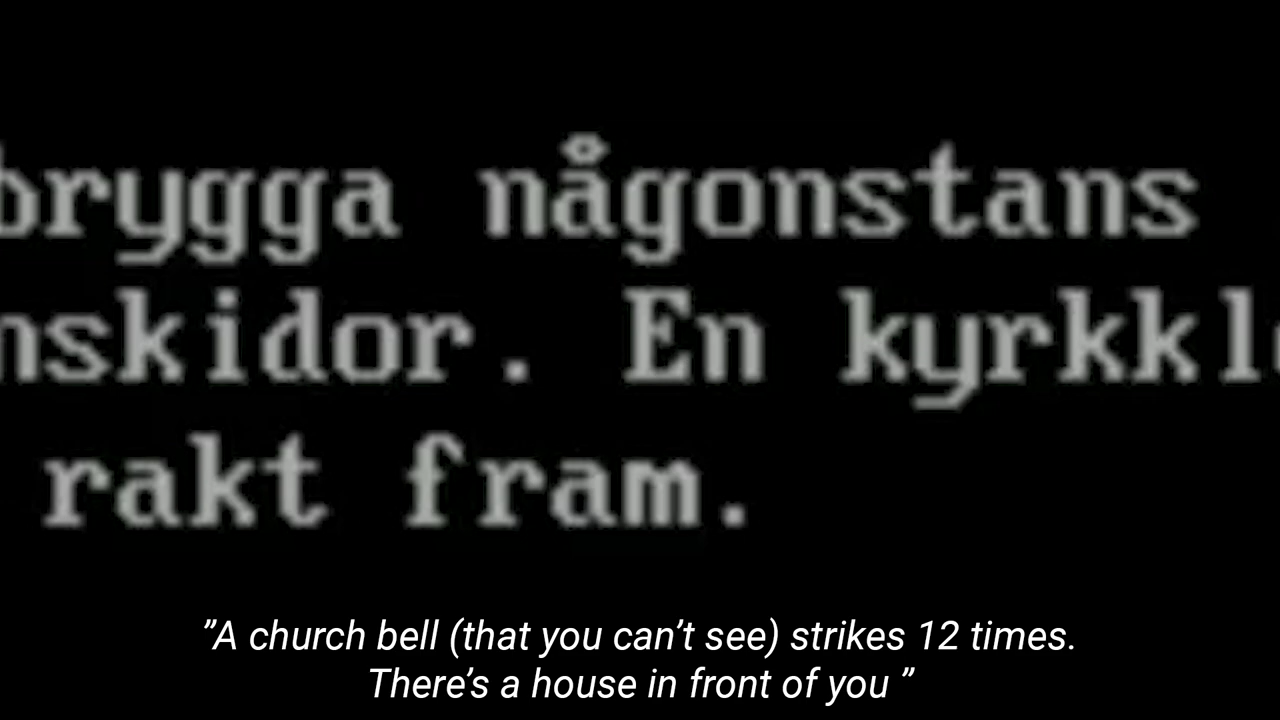 brygga någonstans
nskidor. En kyrkkl
rakt fram.
”A church bell (that you can’t see) strikes 12 times.
There’s a house in front of you ”